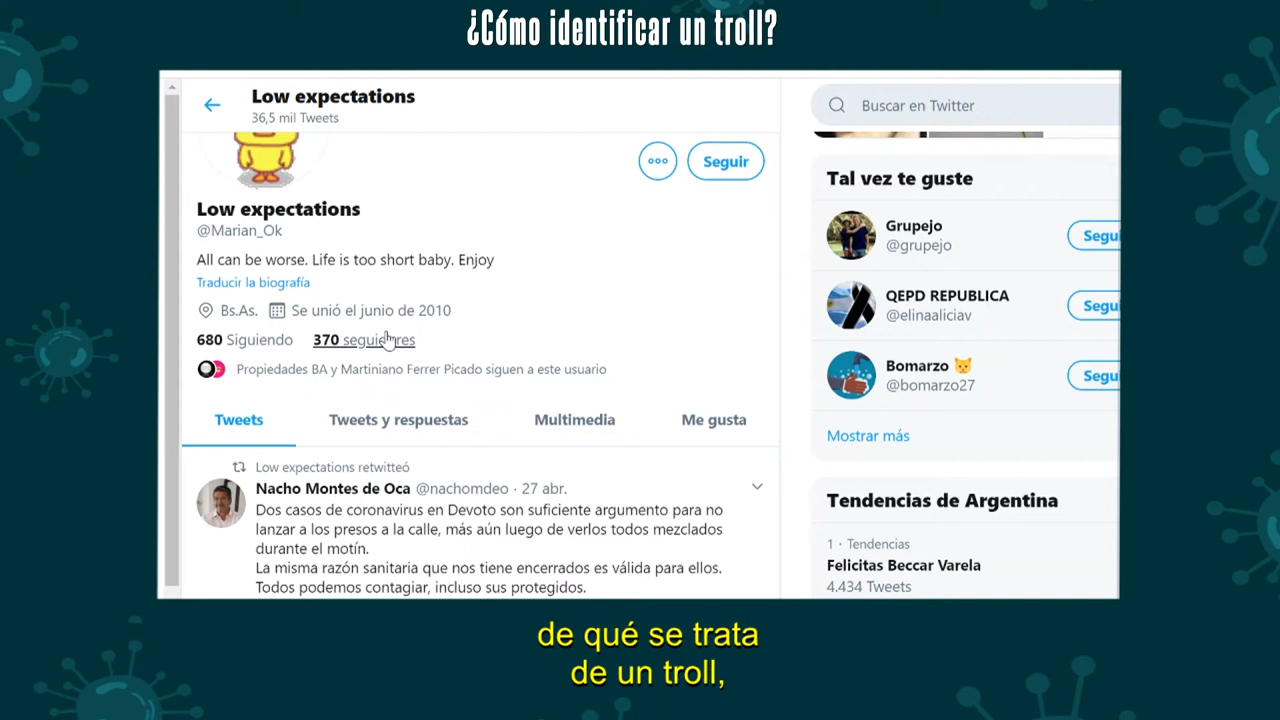 ¿Cómo identificar un troll?
Low expectations
36,5 mil Tweets
Seguir
Low expectations
@Marian_Ok
All can be worse. Life is too short baby. Enjoy
Traducir la biografía
Bs.As. Se unió el junio de 2010
680 Siguiendo 370 seguidores
Propiedades BA y Martiniano Ferrer Picado siguen a este usuario
Tweets Tweets y respuestas Multimedia Me gusta
Low expectations retwitteó
Nacho Montes de Oca @nachomdeo · 27 abr.
Dos casos de coronavirus en Devoto son suficiente argumento para no
lanzar a los presos a la calle, más aún luego de verlos todos mezclados
durante el motín.
La misma razón sanitaria que nos tiene encerrados es válida para ellos.
Todos podemos contagiar, incluso sus protegidos.
Buscar en Twitter
Tal vez te guste
Grupejo
@grupejo
Segui
QEPD REPUBLICA
@elinaaliciav
Segui
Bomarzo
@bomarzo27
Segui
Mostrar más
Tendencias de Argentina
1 · Tendencias
Felicitas Beccar Varela
4.434 Tweets
de qué se trata
de un troll,